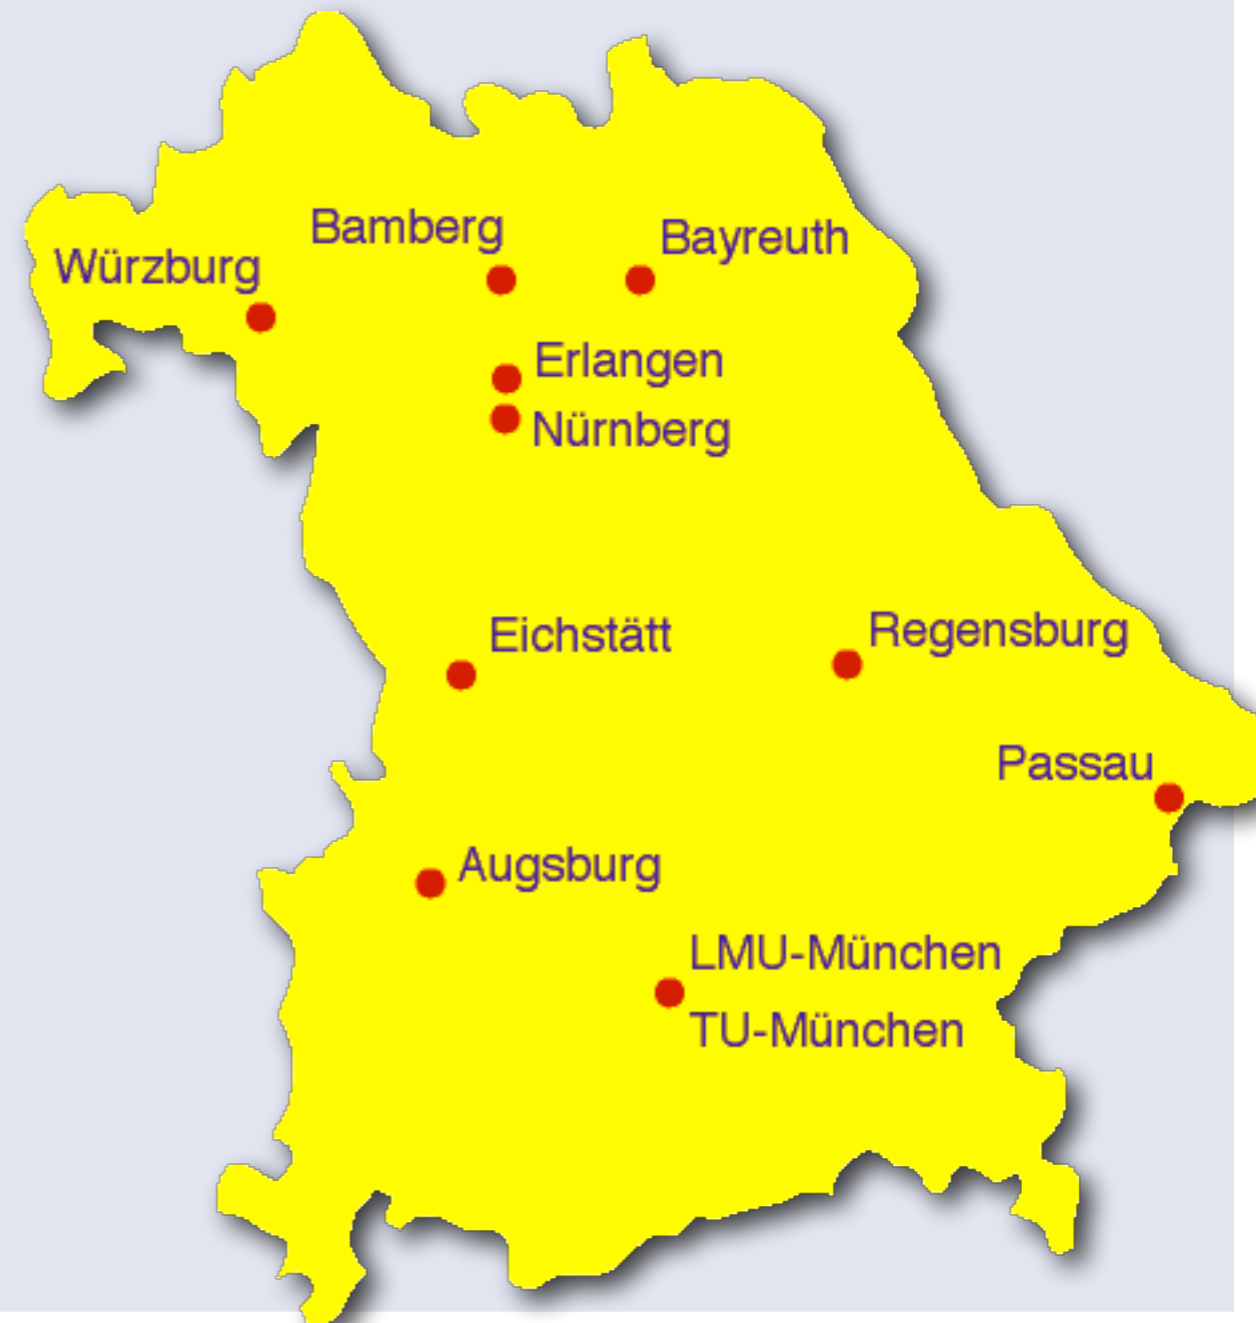 Bamberg
Bayreuth
Würzburg
Erlangen
Nürnberg
Eichstätt
Regensburg
Passau
Augsburg
LMU-München
TU-München